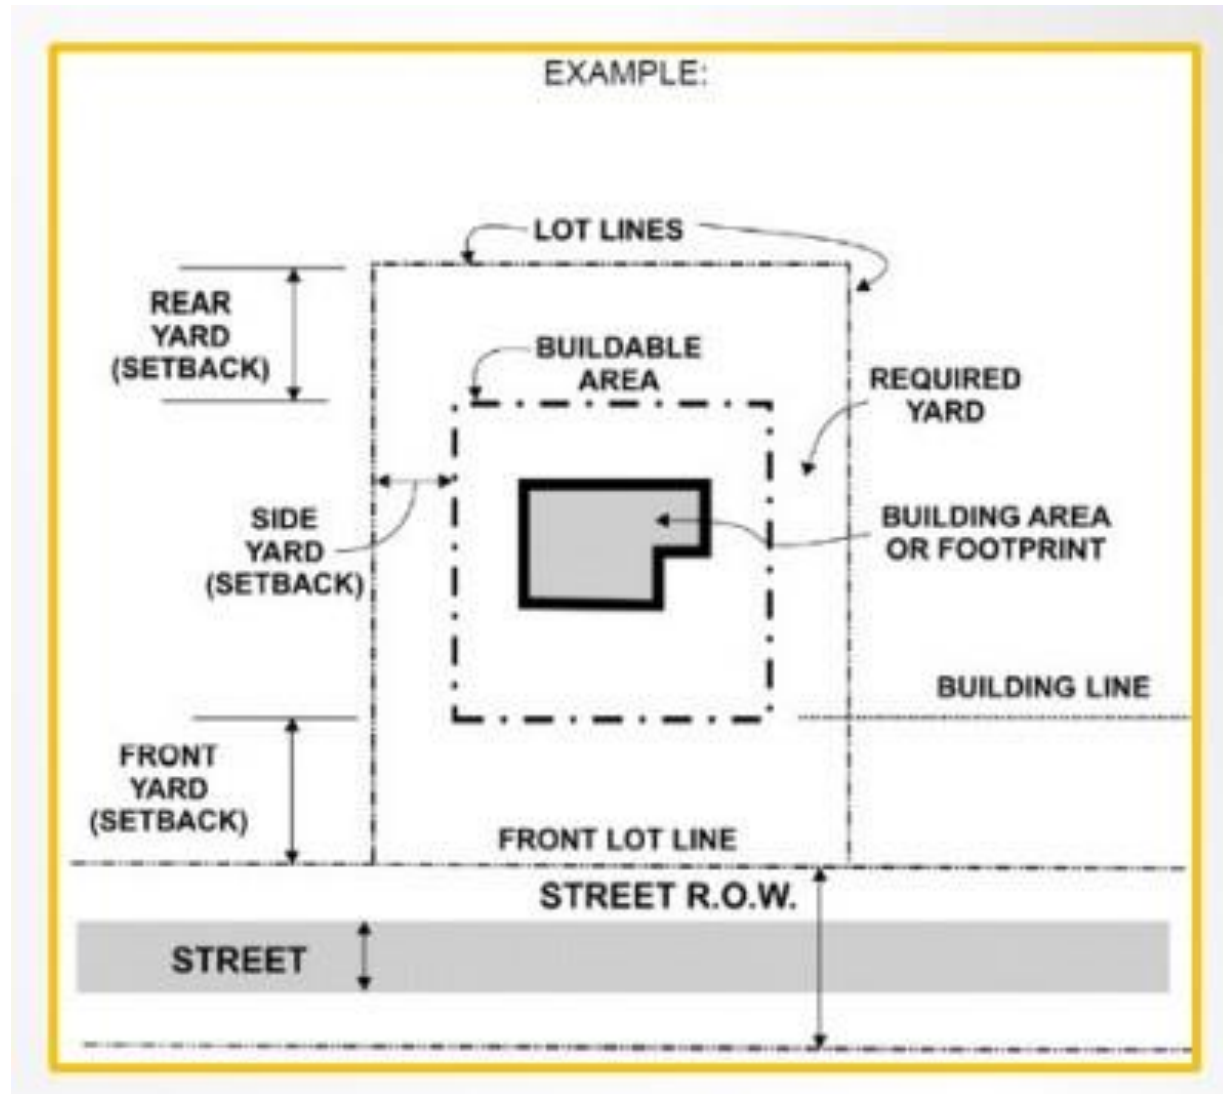 EXAMPLE:
LOT LINES
REAR
YARD
(SETBACK)
BUILDABLE
AREA
REQUIRED
YARD
SIDE
YARD
(SETBACK)
BUILDING AREA
OR FOOTPRINT
BUILDING LINE
FRONT
YARD
(SETBACK)
FRONT LOT LINE
STREET R.O.W.
STREET